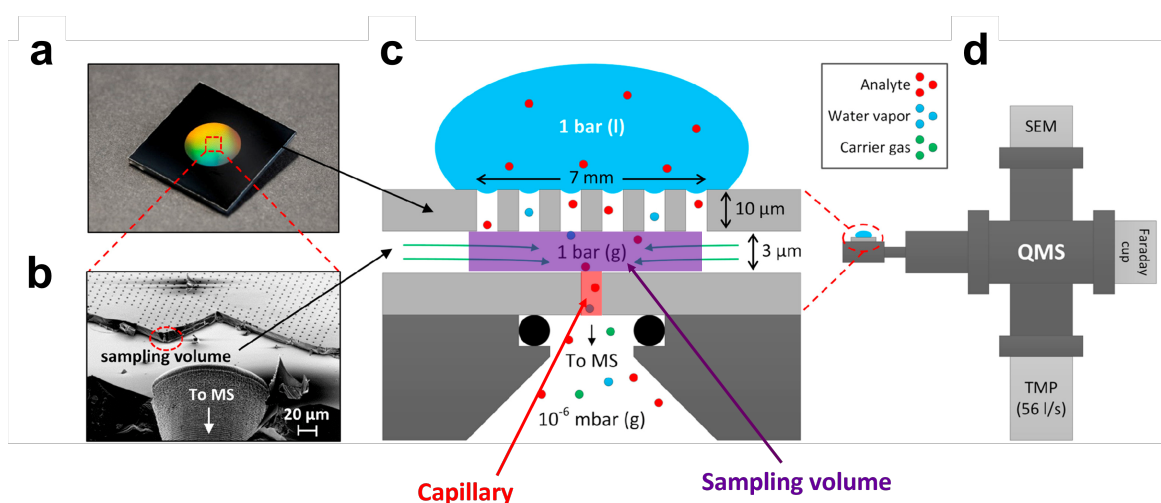 a
b
sampling volume
To MS
20 μm
c
1 bar (l)
7 mm
10 μm
1 bar (g)
3 μm
To MS
10⁻⁶ mbar (g)
Capillary
Sampling volume
Analyte
Water vapor
Carrier gas
d
SEM
QMS
Faraday
cup
TMP
(56 l/s)